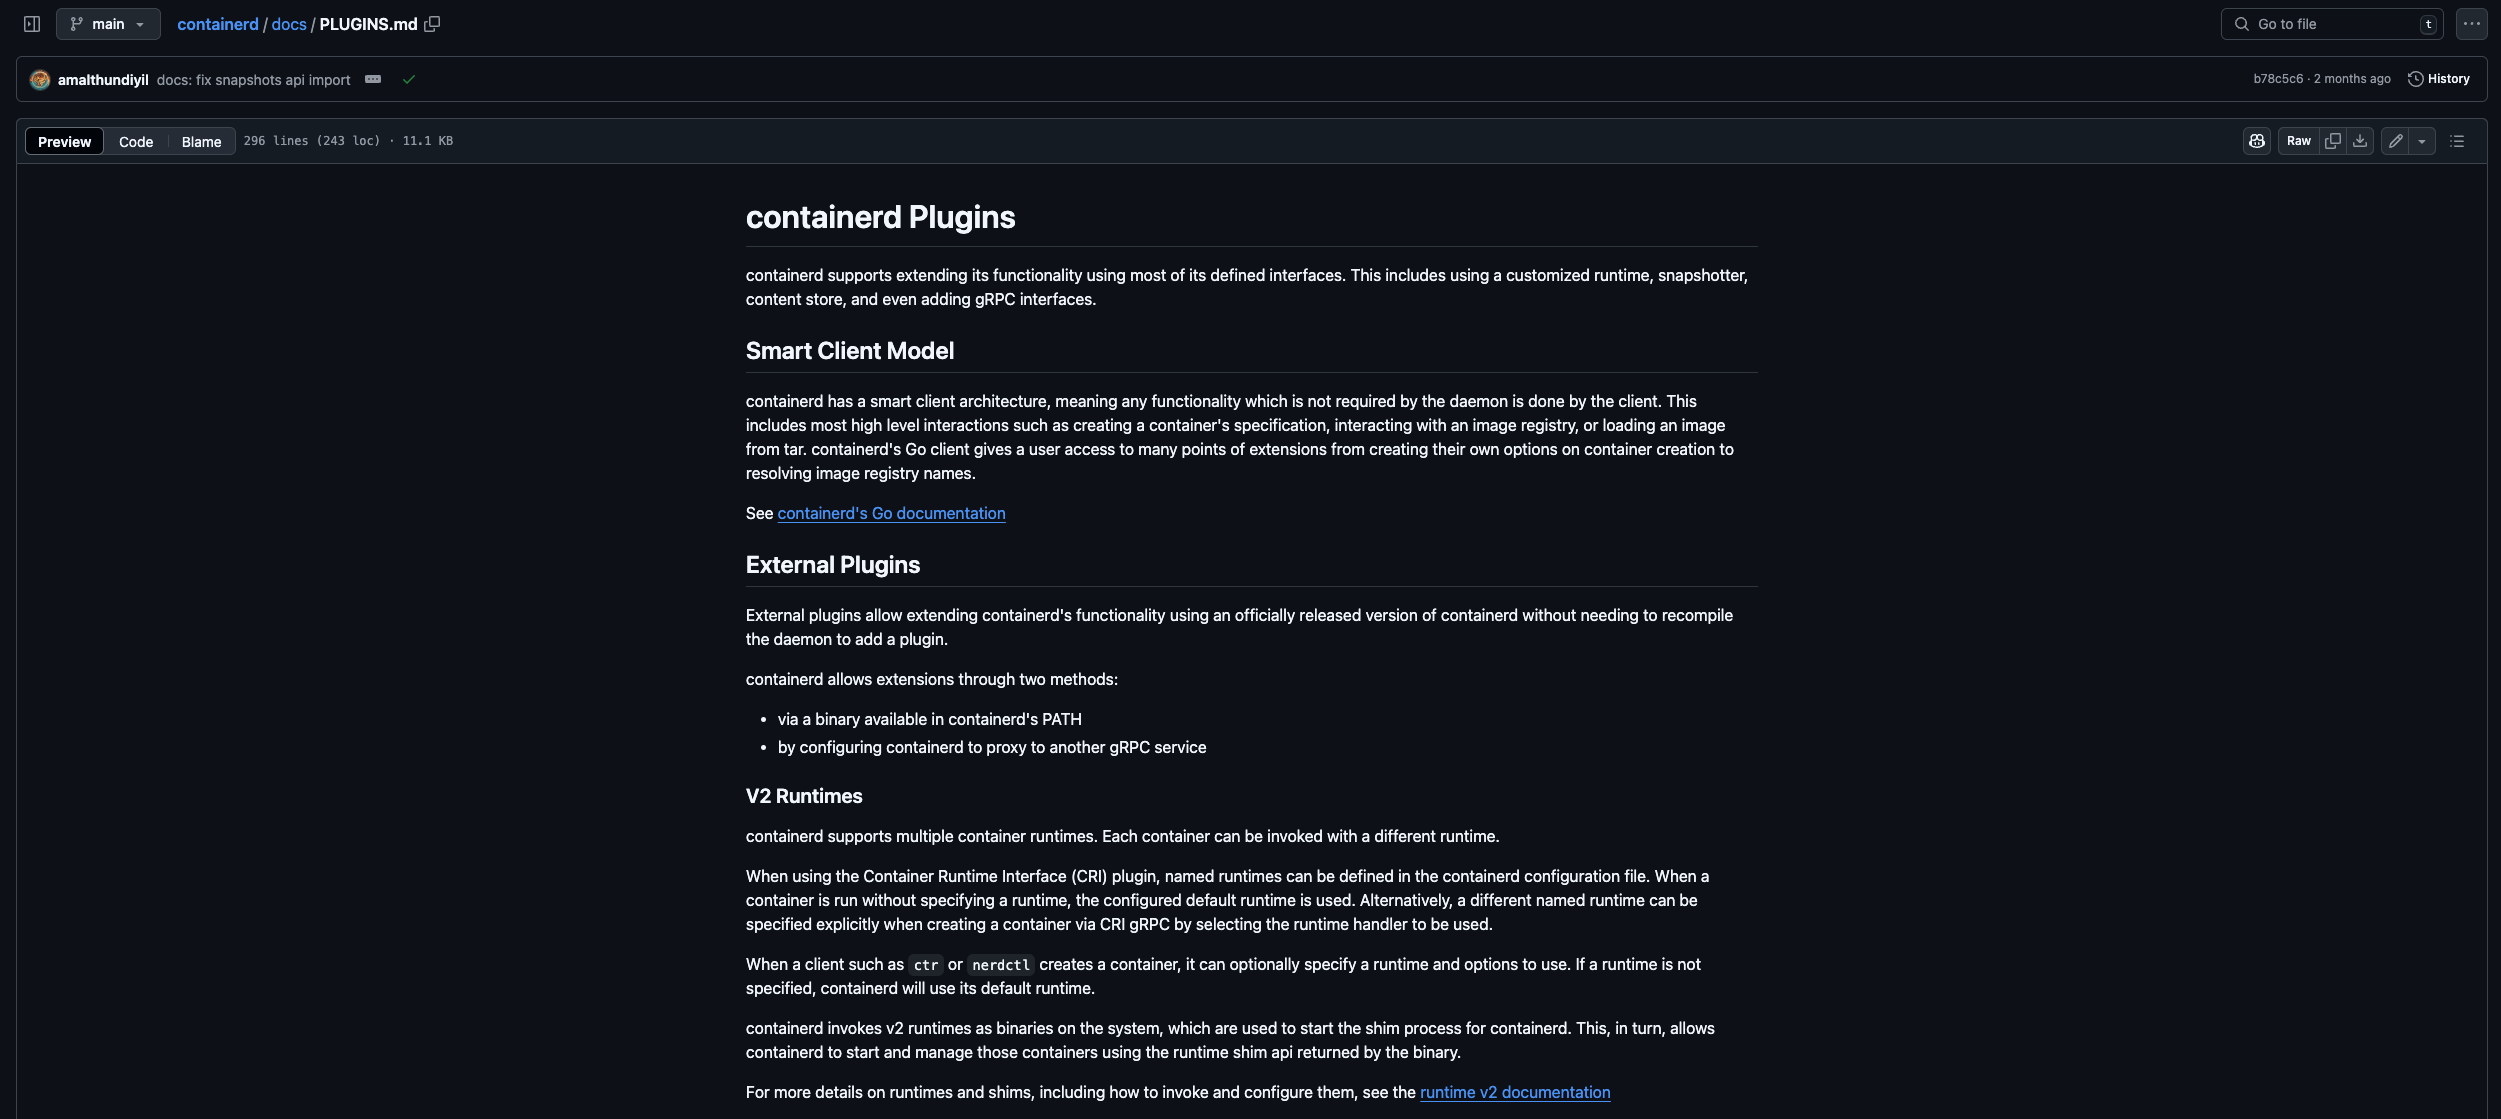 main
containerd / docs / PLUGINS.md
Go to file
t
amalthundiyil docs: fix snapshots api import
b78c5c6 · 2 months ago
History
Preview
Code
Blame
296 lines (243 loc) · 11.1 KB
Raw
containerd Plugins
containerd supports extending its functionality using most of its defined interfaces. This includes using a customized runtime, snapshotter,
content store, and even adding gRPC interfaces.
Smart Client Model
containerd has a smart client architecture, meaning any functionality which is not required by the daemon is done by the client. This
includes most high level interactions such as creating a container's specification, interacting with an image registry, or loading an image
from tar. containerd's Go client gives a user access to many points of extensions from creating their own options on container creation to
resolving image registry names.
See containerd's Go documentation
External Plugins
External plugins allow extending containerd's functionality using an officially released version of containerd without needing to recompile
the daemon to add a plugin.
containerd allows extensions through two methods:
• via a binary available in containerd's PATH
• by configuring containerd to proxy to another gRPC service
V2 Runtimes
containerd supports multiple container runtimes. Each container can be invoked with a different runtime.
When using the Container Runtime Interface (CRI) plugin, named runtimes can be defined in the containerd configuration file. When a
container is run without specifying a runtime, the configured default runtime is used. Alternatively, a different named runtime can be
specified explicitly when creating a container via CRI gRPC by selecting the runtime handler to be used.
When a client such as ctr or nerdctl creates a container, it can optionally specify a runtime and options to use. If a runtime is not
specified, containerd will use its default runtime.
containerd invokes v2 runtimes as binaries on the system, which are used to start the shim process for containerd. This, in turn, allows
containerd to start and manage those containers using the runtime shim api returned by the binary.
For more details on runtimes and shims, including how to invoke and configure them, see the runtime v2 documentation